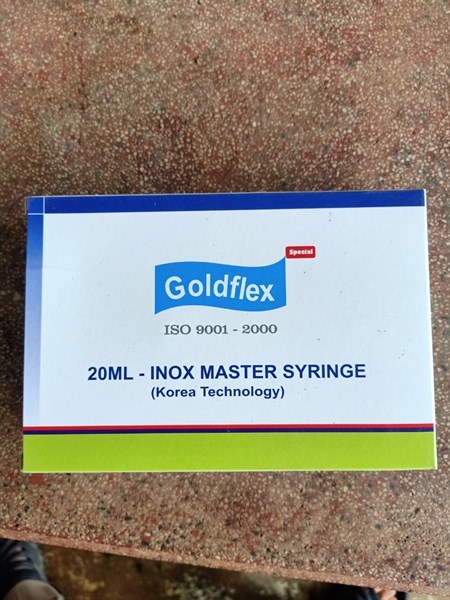 Special
Goldflex
ISO 9001 - 2000
20ML - INOX MASTER SYRINGE
(Korea Technology)